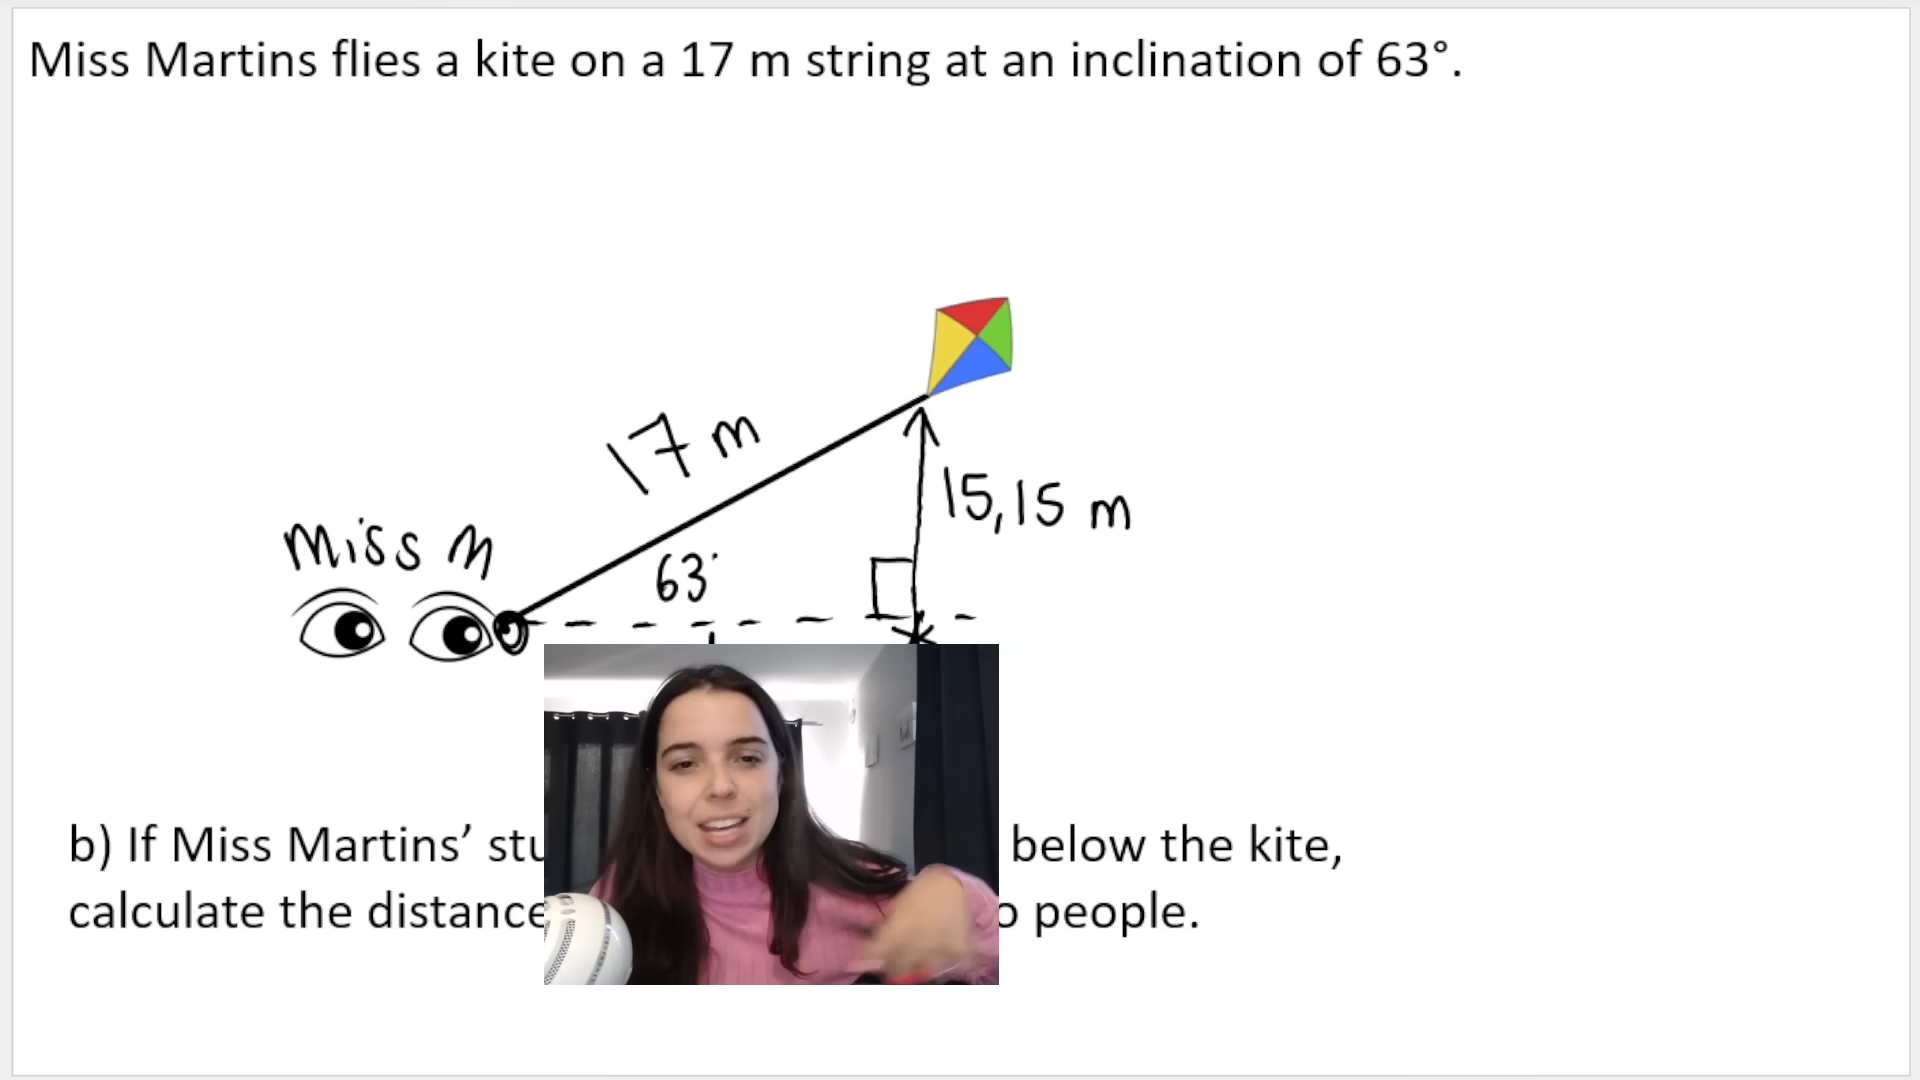 Miss Martins flies a kite on a 17 m string at an inclination of 63°.
17 m
15,15 m
Miss M
63°
b) If Miss Martins’ below the kite,
calculate the distance people.